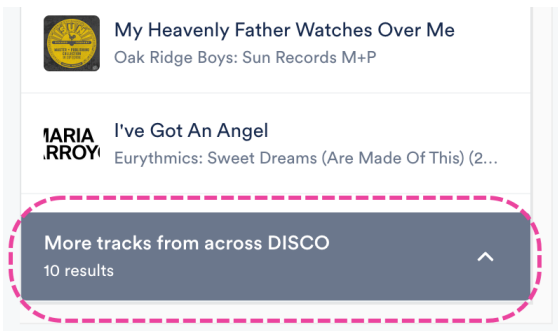 My Heavenly Father Watches Over Me
Oak Ridge Boys: Sun Records M+P
I've Got An Angel
Eurythmics: Sweet Dreams (Are Made Of This) (2...
More tracks from across DISCO
10 results